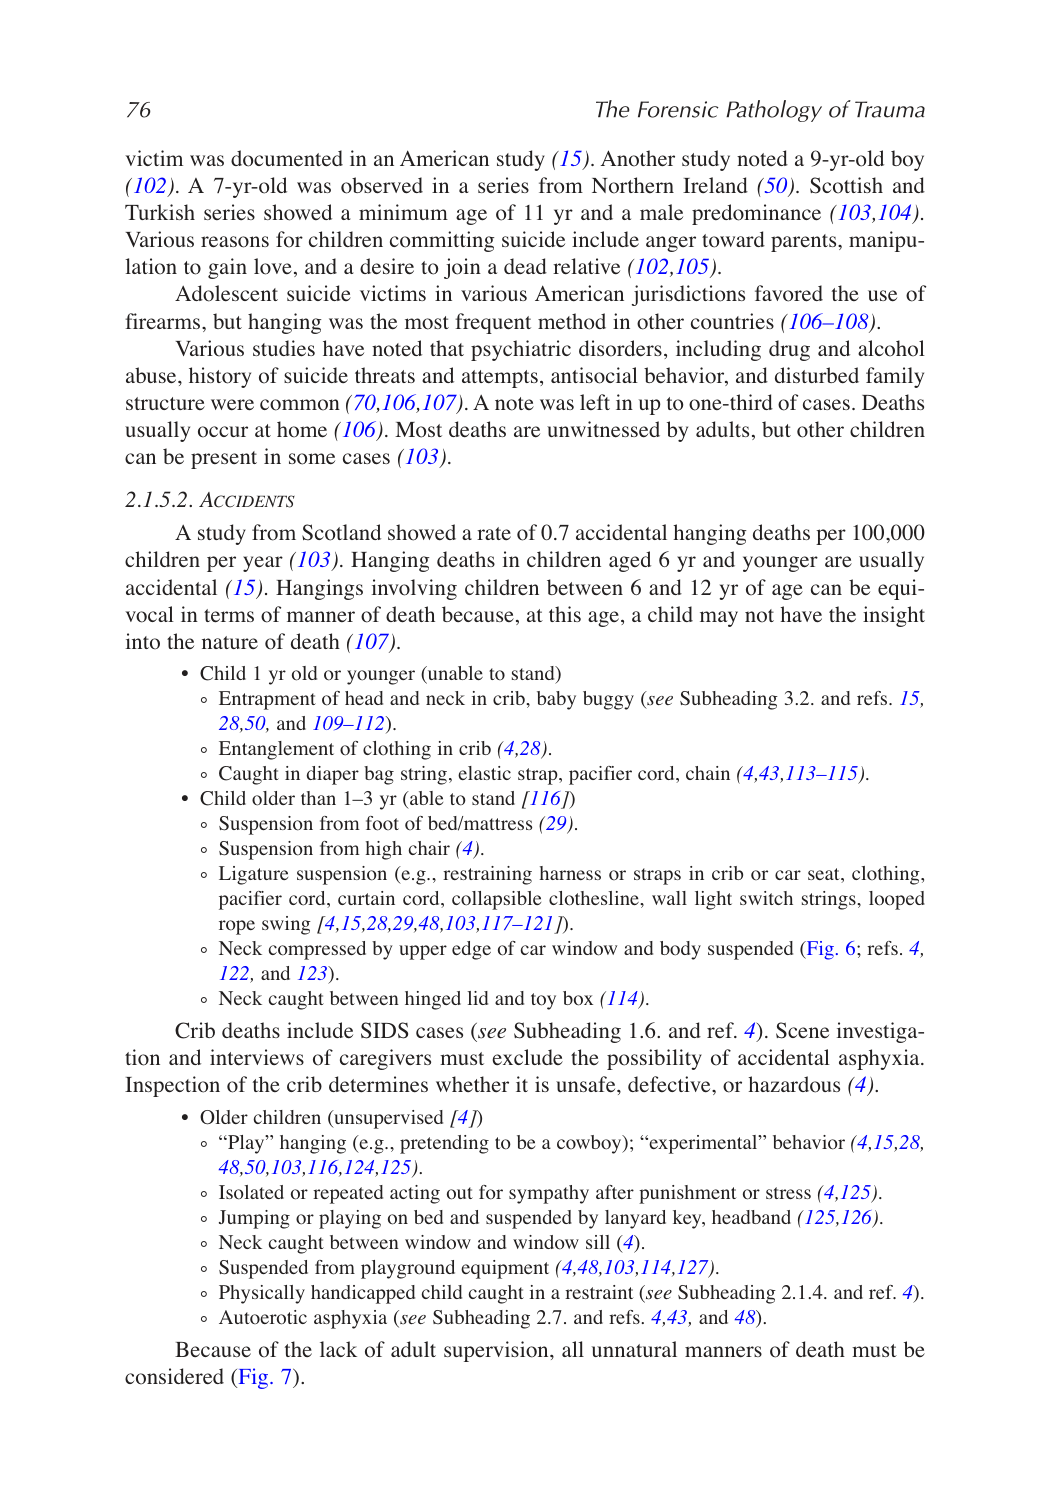 76
The Forensic Pathology of Trauma
victim was documented in an American study (15). Another study noted a 9-yr-old boy
(102). A 7-yr-old was observed in a series from Northern Ireland (50). Scottish and
Turkish series showed a minimum age of 11 yr and a male predominance (103,104).
Various reasons for children committing suicide include anger toward parents, manipu-
lation to gain love, and a desire to join a dead relative (102,105).
Adolescent suicide victims in various American jurisdictions favored the use of
firearms, but hanging was the most frequent method in other countries (106–108).
Various studies have noted that psychiatric disorders, including drug and alcohol
abuse, history of suicide threats and attempts, antisocial behavior, and disturbed family
structure were common (70,106,107). A note was left in up to one-third of cases. Deaths
usually occur at home (106). Most deaths are unwitnessed by adults, but other children
can be present in some cases (103).
2.1.5.2. ACCIDENTS
A study from Scotland showed a rate of 0.7 accidental hanging deaths per 100,000
children per year (103). Hanging deaths in children aged 6 yr and younger are usually
accidental (15). Hangings involving children between 6 and 12 yr of age can be equi-
vocal in terms of manner of death because, at this age, a child may not have the insight
into the nature of death (107).
• Child 1 yr old or younger (unable to stand)
◦ Entrapment of head and neck in crib, baby buggy (see Subheading 3.2. and refs. 15,
28,50, and 109–112).
◦ Entanglement of clothing in crib (4,28).
◦ Caught in diaper bag string, elastic strap, pacifier cord, chain (4,43,113–115).
• Child older than 1–3 yr (able to stand [116])
◦ Suspension from foot of bed/mattress (29).
◦ Suspension from high chair (4).
◦ Ligature suspension (e.g., restraining harness or straps in crib or car seat, clothing,
pacifier cord, curtain cord, collapsible clothesline, wall light switch strings, looped
rope swing [4,15,28,29,48,103,117–121]).
◦ Neck compressed by upper edge of car window and body suspended (Fig. 6; refs. 4,
122, and 123).
◦ Neck caught between hinged lid and toy box (114).
Crib deaths include SIDS cases (see Subheading 1.6. and ref. 4). Scene investiga-
tion and interviews of caregivers must exclude the possibility of accidental asphyxia.
Inspection of the crib determines whether it is unsafe, defective, or hazardous (4).
• Older children (unsupervised [4])
◦ “Play” hanging (e.g., pretending to be a cowboy); “experimental” behavior (4,15,28,
48,50,103,116,124,125).
◦ Isolated or repeated acting out for sympathy after punishment or stress (4,125).
◦ Jumping or playing on bed and suspended by lanyard key, headband (125,126).
◦ Neck caught between window and window sill (4).
◦ Suspended from playground equipment (4,48,103,114,127).
◦ Physically handicapped child caught in a restraint (see Subheading 2.1.4. and ref. 4).
◦ Autoerotic asphyxia (see Subheading 2.7. and refs. 4,43, and 48).
Because of the lack of adult supervision, all unnatural manners of death must be
considered (Fig. 7).